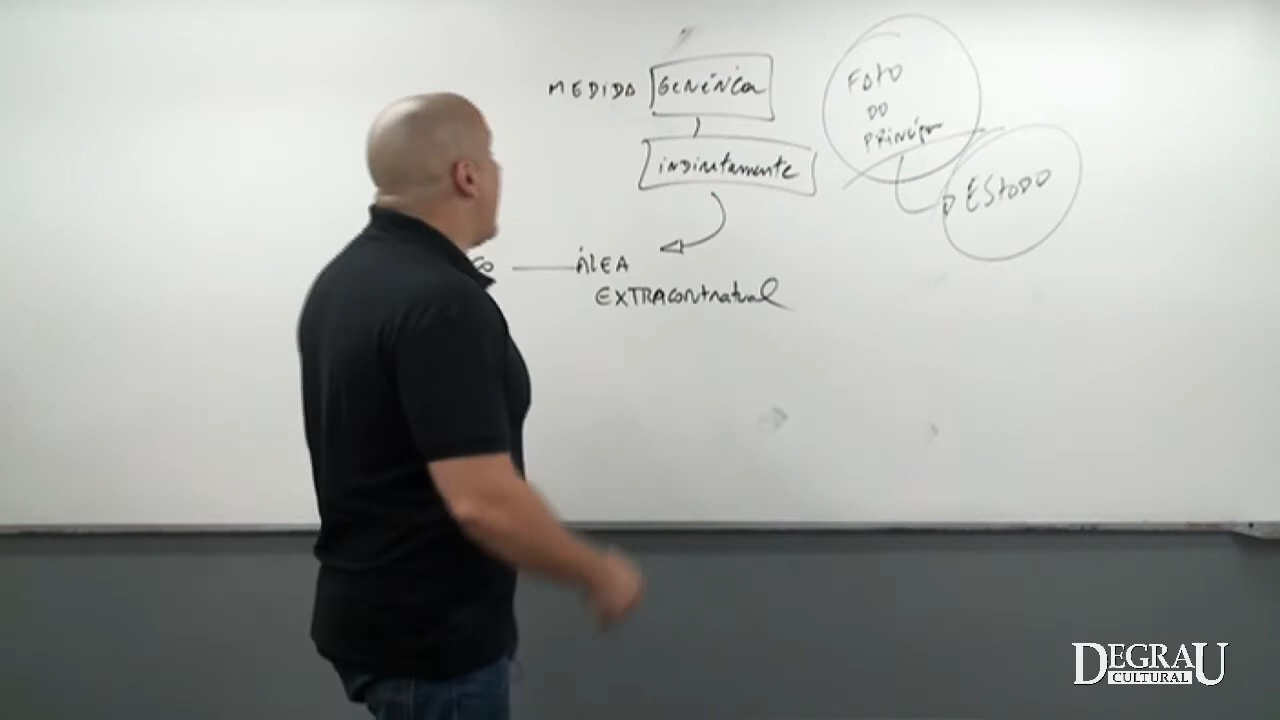 MEDIDA GENÉRICA
indiretamente
ÁLEA
EXTRACONTRATUAL
FATO
DO
PRÍNCIPE
ESTADO
DEGRAU
CULTURAL